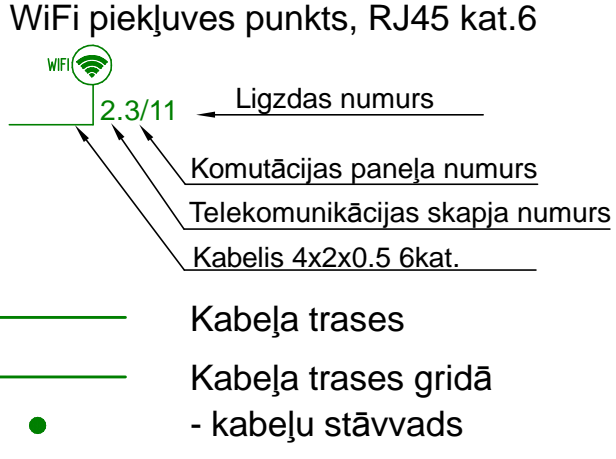 WiFi piekļuves punkts, RJ45 kat.6
WIFI
2.3/11
Ligzdas numurs
Komutācijas paneļa numurs
Telekomunikācijas skapja numurs
Kabelis 4x2x0.5 6kat.
Kabeļa trases
Kabeļa trases gridā
- kabeļu stāvvads